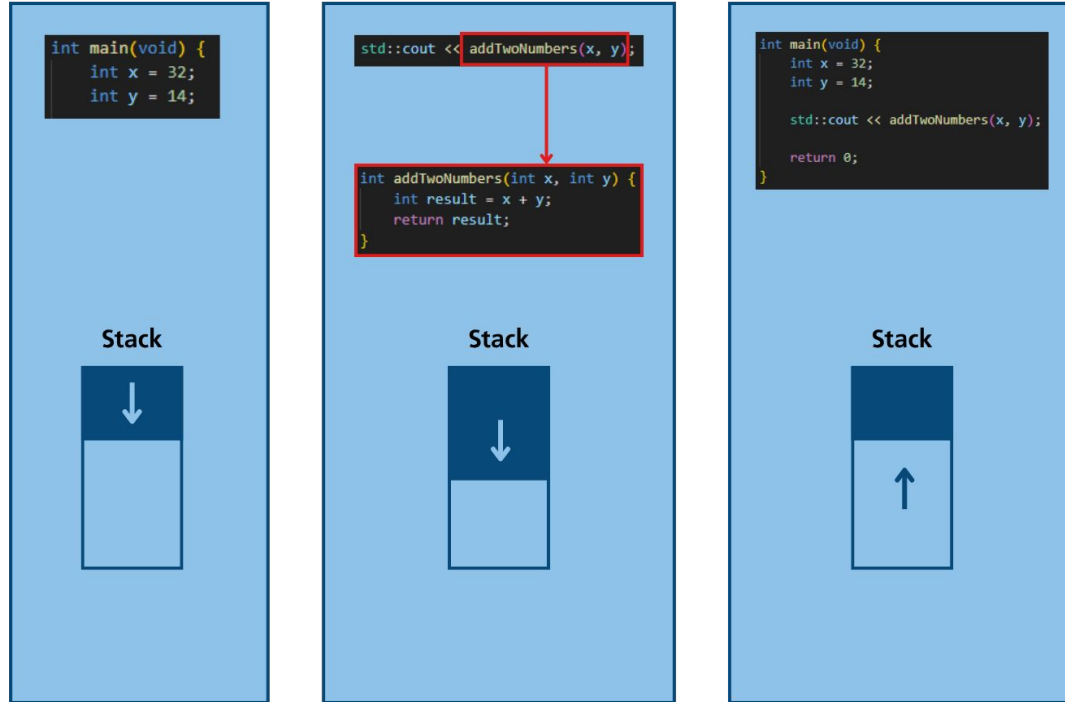 int main(void) {
    int x = 32;
    int y = 14;
Stack
std::cout << addTwoNumbers(x, y);
int addTwoNumbers(int x, int y) {
    int result = x + y;
    return result;
}
Stack
int main(void) {
    int x = 32;
    int y = 14;
    std::cout << addTwoNumbers(x, y);
    return 0;
}
Stack